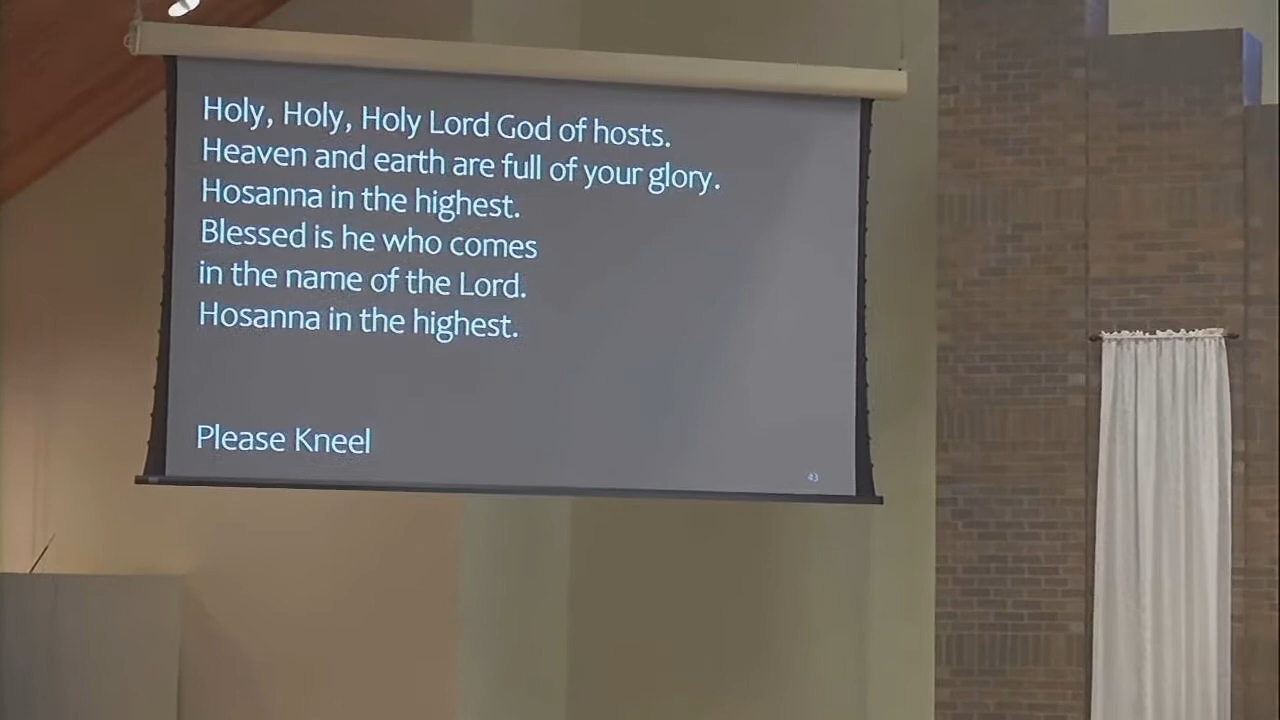 Holy, Holy, Holy Lord God of hosts.
Heaven and earth are full of your glory.
Hosanna in the highest.
Blessed is he who comes
in the name of the Lord.
Hosanna in the highest.
Please Kneel
43